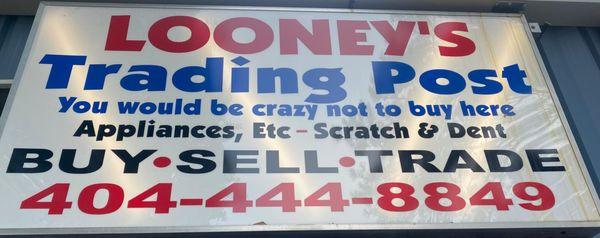 LOONEY'S
Trading Post
You would be crazy not to buy here
Appliances, Etc - Scratch & Dent
BUY•SELL•TRADE
404-444-8849